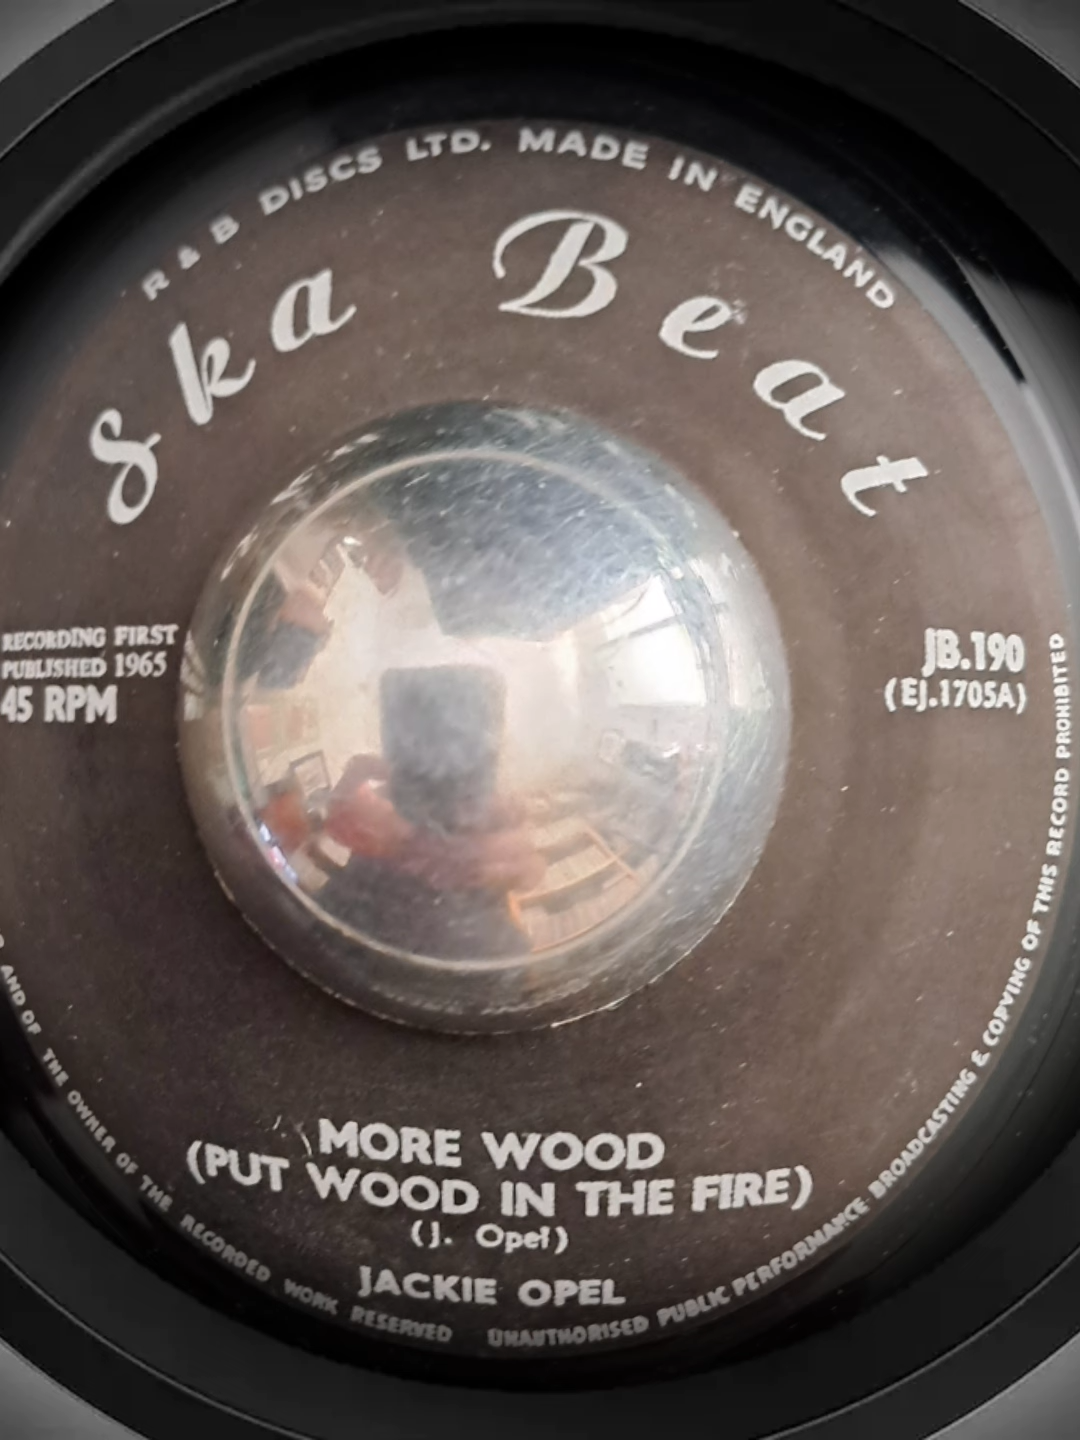 R & B DISCS LTD. MADE IN ENGLAND
Ska Beat
RECORDING FIRST
PUBLISHED 1965
45 RPM
JB.190
(EJ.1705A)
MORE WOOD
(PUT WOOD IN THE FIRE)
(J. Opel)
JACKIE OPEL
AND OF THE OWNER OF THE RECORDED WORK RESERVED UNAUTHORISED PUBLIC PERFORMANCE BROADCASTING & COPYING OF THIS RECORD PROHIBITED